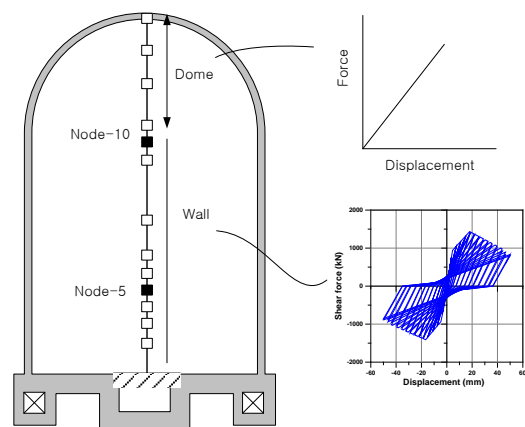 Dome
Node-10
Wall
Node-5
Force
Displacement
Shear force (kN)
2000
1000
0
-1000
-2000
-60 -40 -20 0 20 40 60
Displacement (mm)